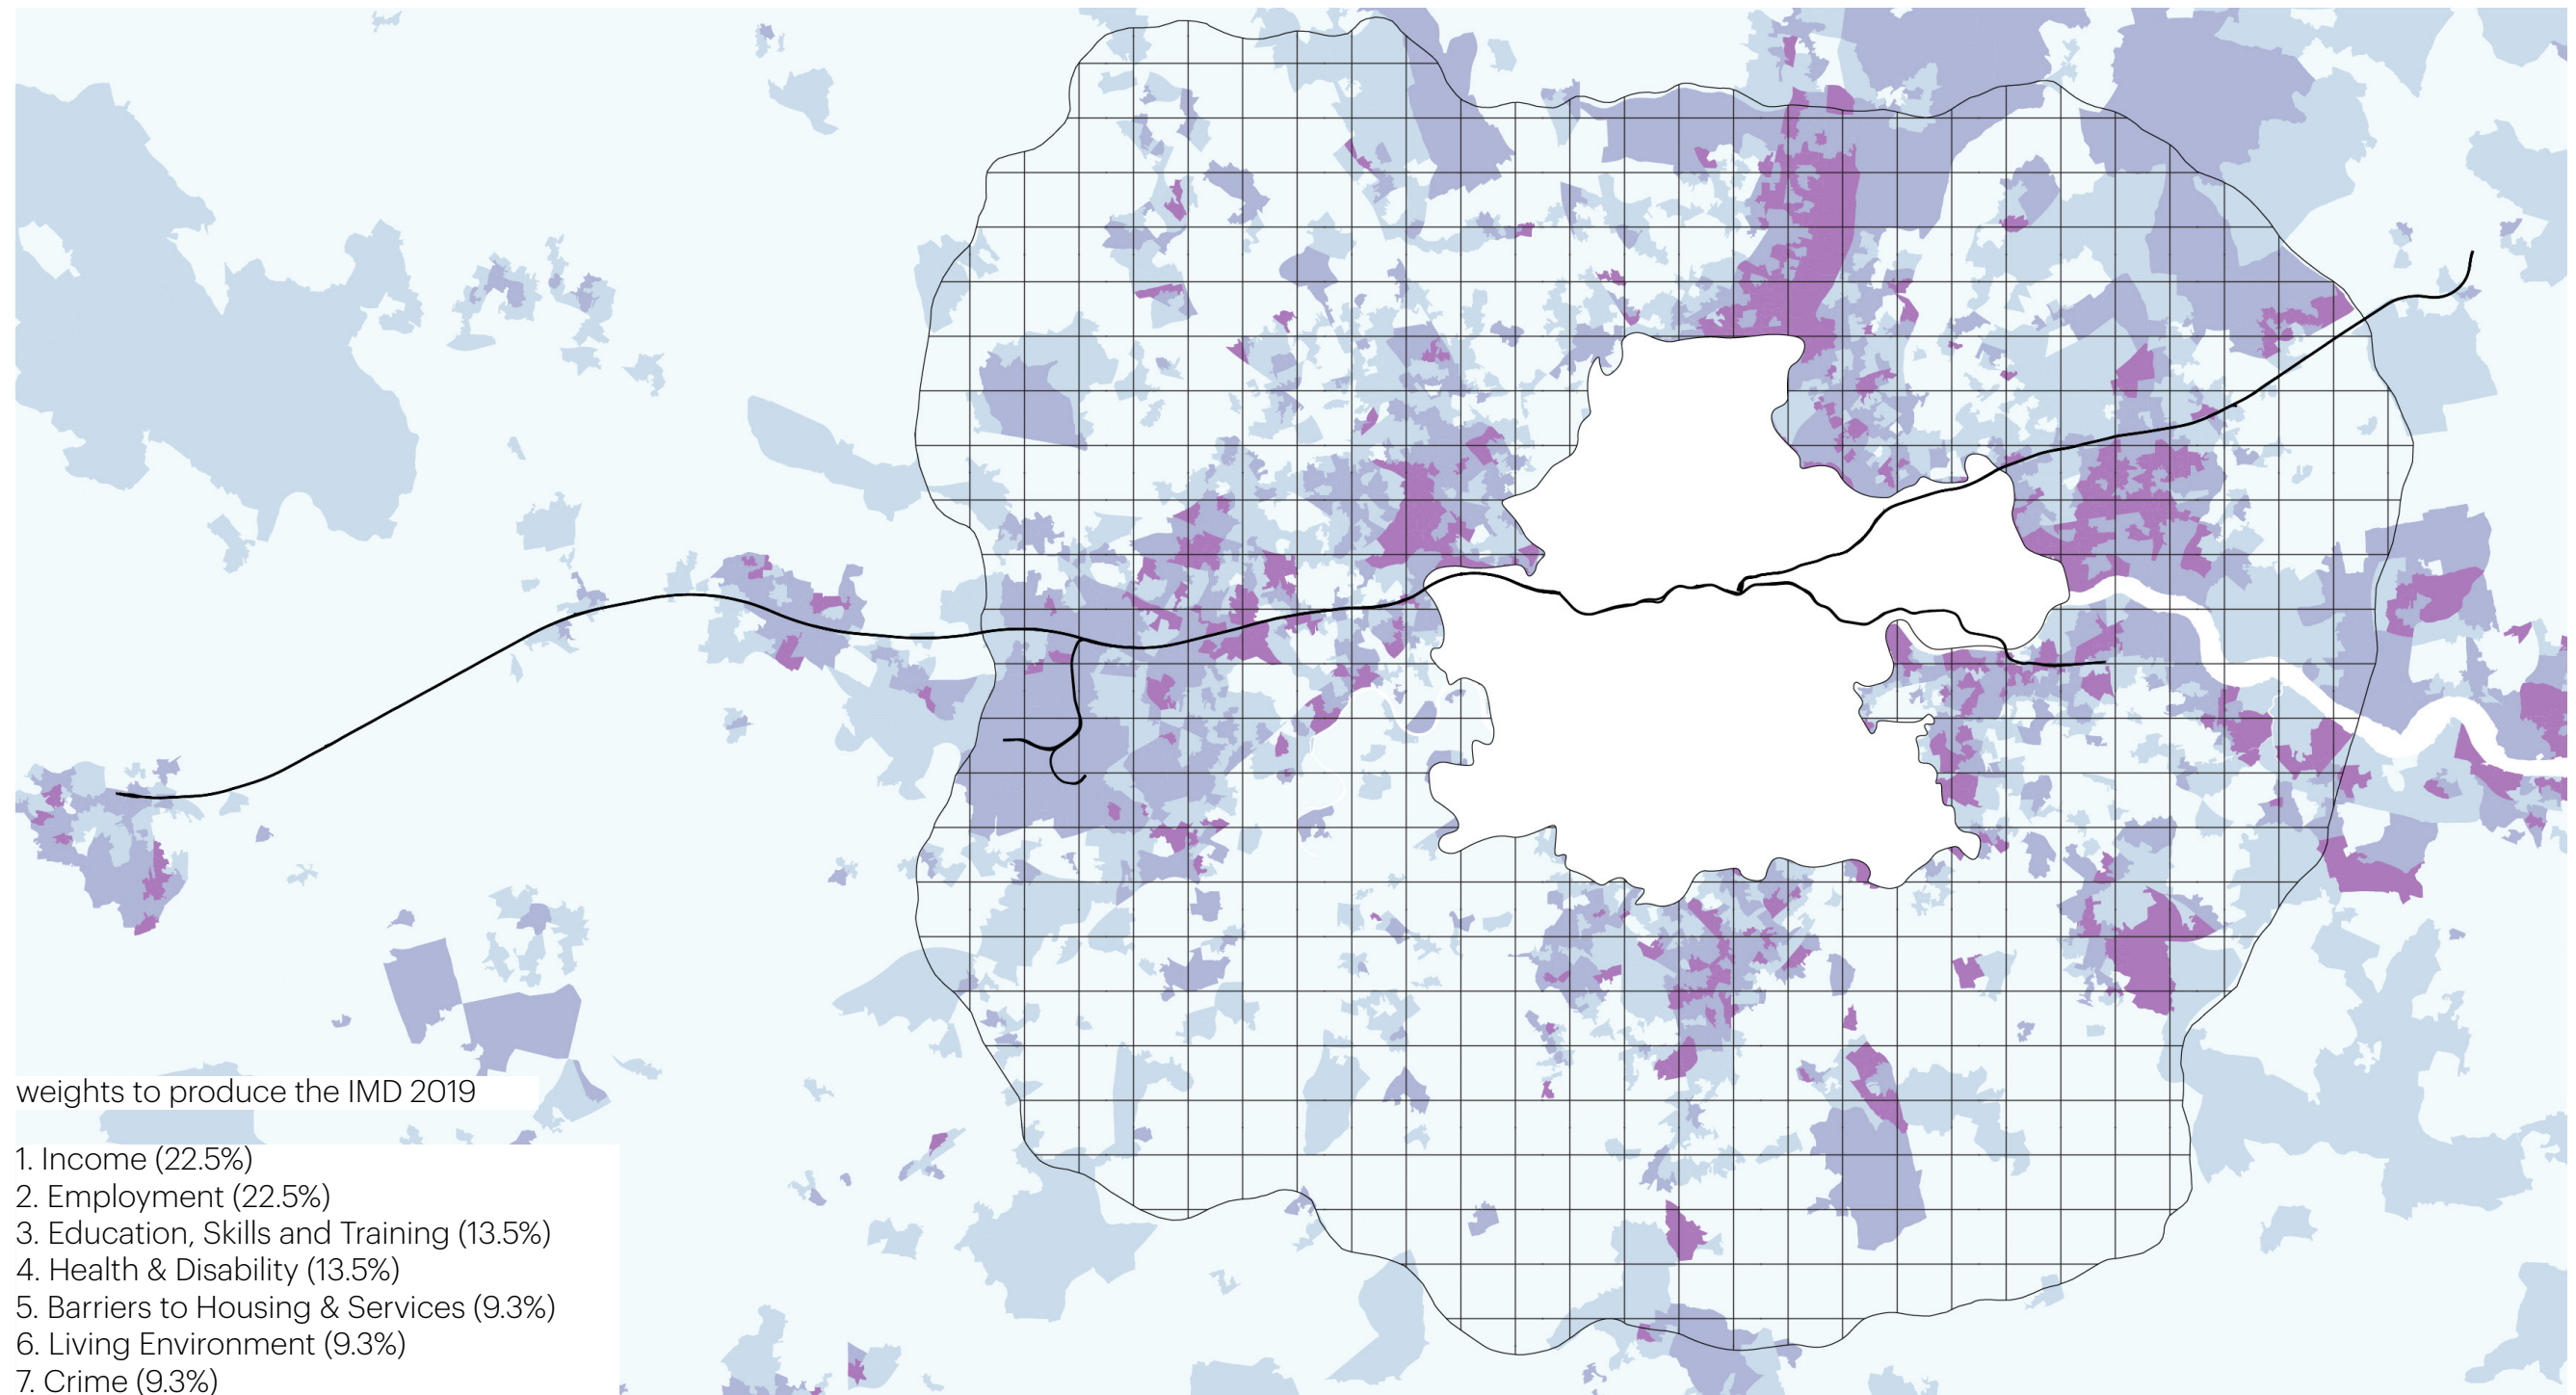 weights to produce the IMD 2019
1. Income (22.5%)
2. Employment (22.5%)
3. Education, Skills and Training (13.5%)
4. Health & Disability (13.5%)
5. Barriers to Housing & Services (9.3%)
6. Living Environment (9.3%)
7. Crime (9.3%)